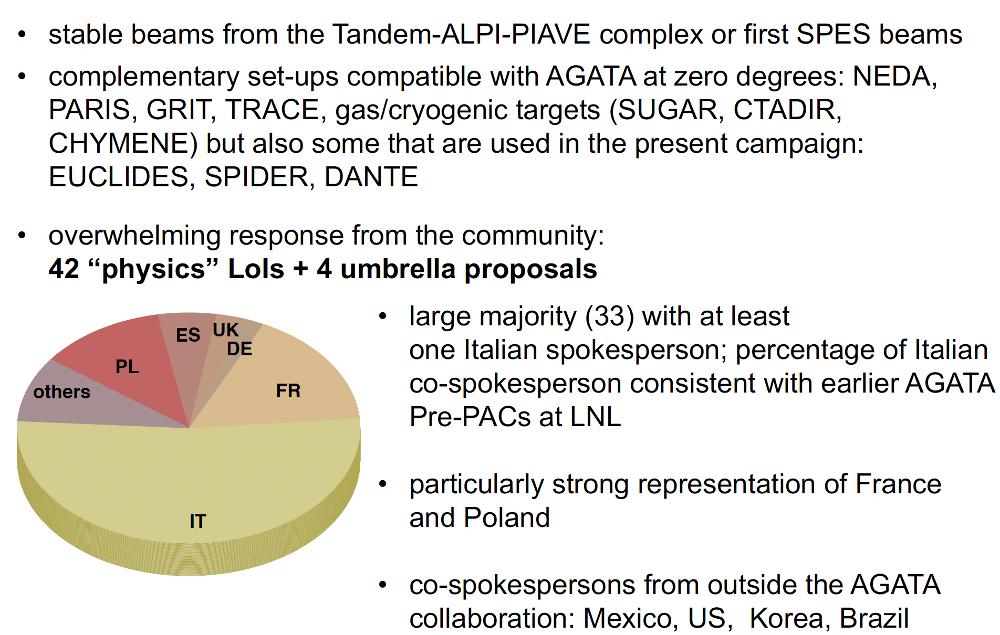 • stable beams from the Tandem-ALPI-PIAVE complex or first SPES beams
• complementary set-ups compatible with AGATA at zero degrees: NEDA,
PARIS, GRIT, TRACE, gas/cryogenic targets (SUGAR, CTADIR,
CHYMENE) but also some that are used in the present campaign:
EUCLIDES, SPIDER, DANTE
• overwhelming response from the community:
42 “physics” LoIs + 4 umbrella proposals
ES
UK
DE
PL
FR
others
IT
• large majority (33) with at least
one Italian spokesperson; percentage of Italian
co-spokesperson consistent with earlier AGATA
Pre-PACs at LNL
• particularly strong representation of France
and Poland
• co-spokespersons from outside the AGATA
collaboration: Mexico, US, Korea, Brazil